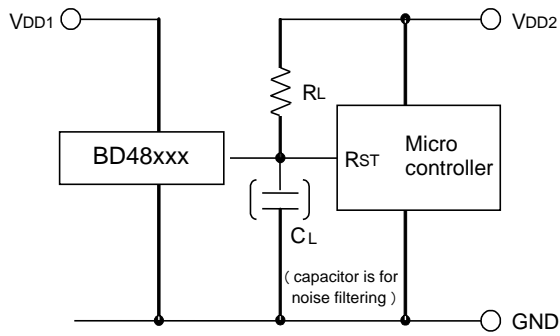 VDD1
VDD2
RL
BD48xxx
RST
Micro
controller
CL
( capacitor is for
noise filtering )
GND